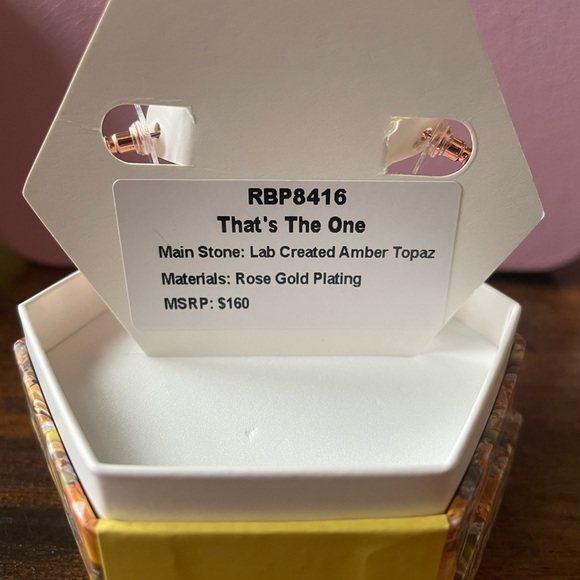 RBP8416
That's The One
Main Stone: Lab Created Amber Topaz
Materials: Rose Gold Plating
MSRP: $160